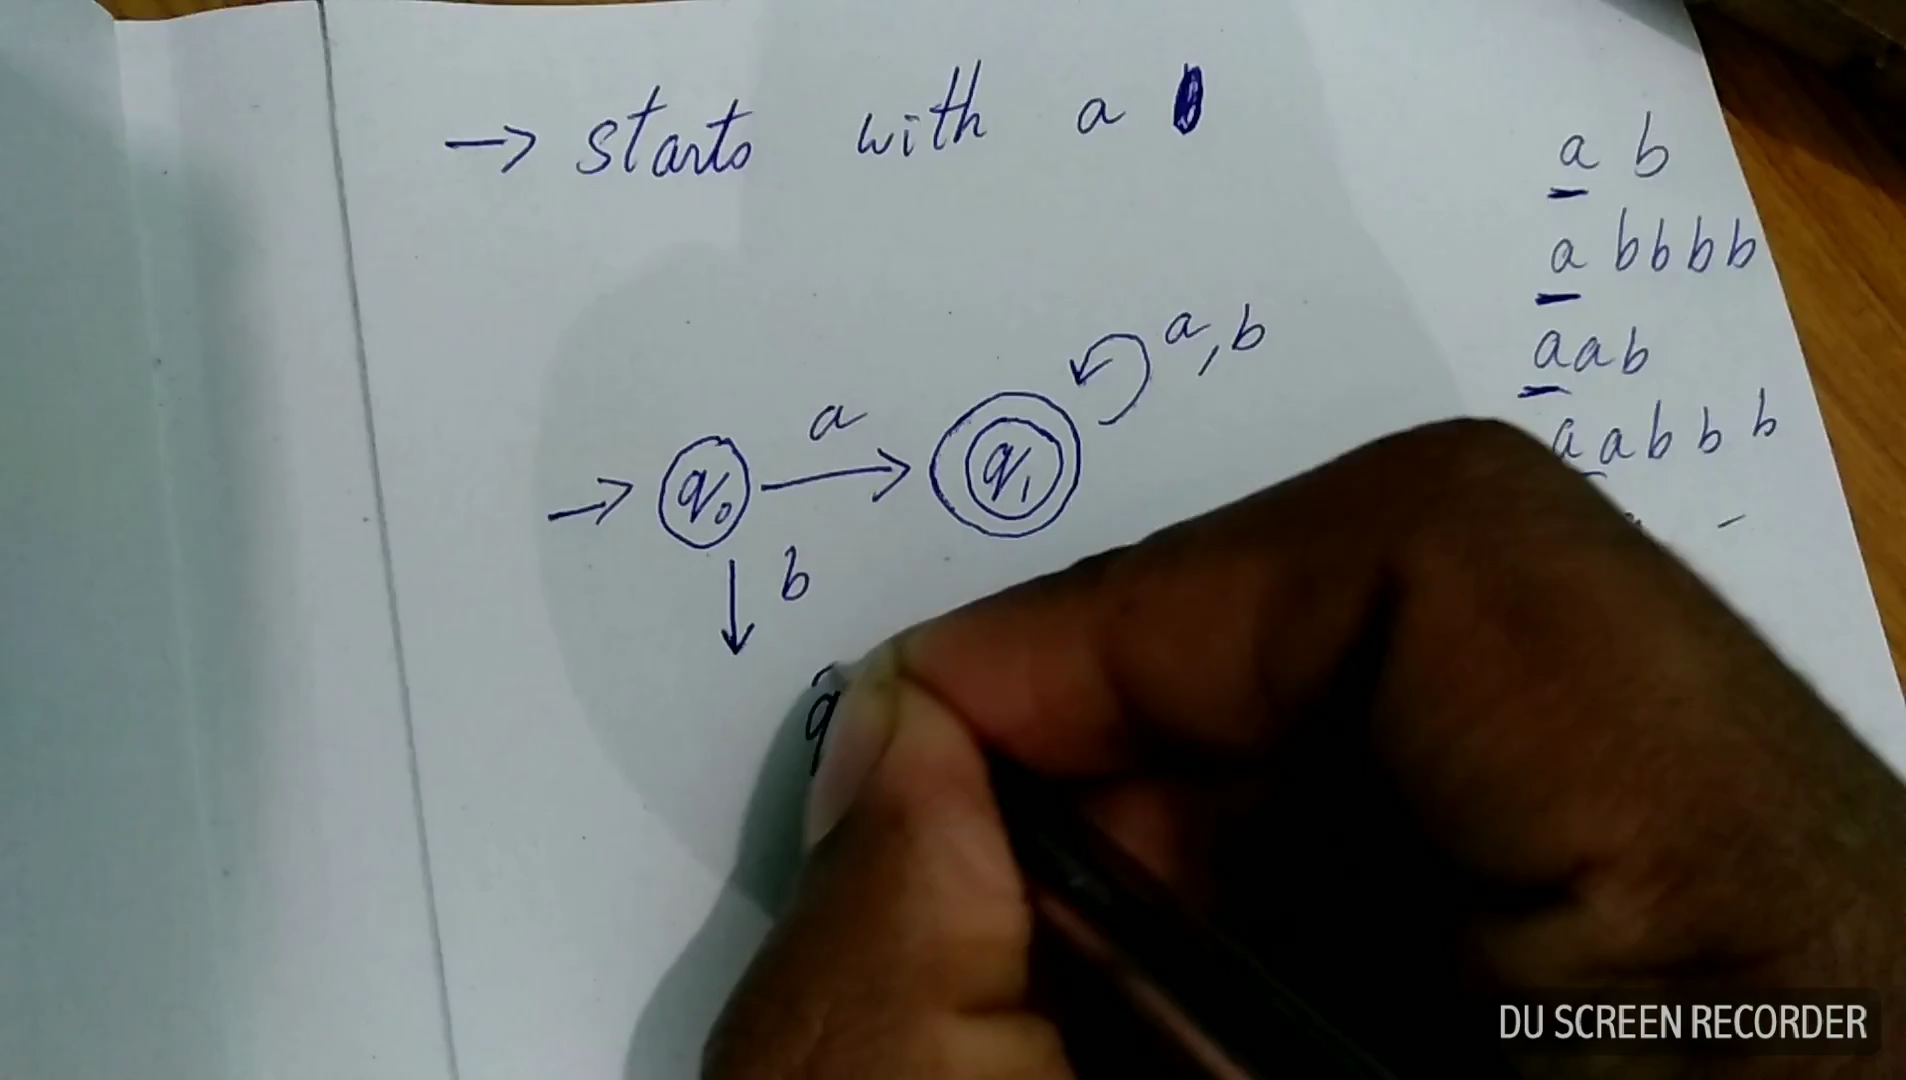 → starts with a
a b
a bbbb
aab
aabbb
a, b
a
→ q0 → q1
b
q
DU SCREEN RECORDER